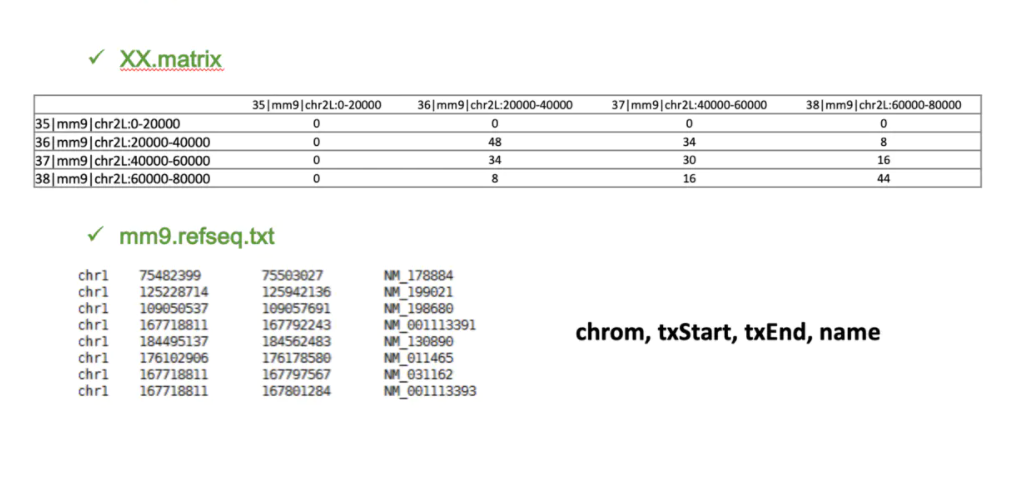 ✓ XX.matrix
35|mm9|chr2L:0-20000 36|mm9|chr2L:20000-40000 37|mm9|chr2L:40000-60000 38|mm9|chr2L:60000-80000
35|mm9|chr2L:0-20000 0 0 0 0
36|mm9|chr2L:20000-40000 0 48 34 8
37|mm9|chr2L:40000-60000 0 34 30 16
38|mm9|chr2L:60000-80000 0 8 16 44
✓ mm9.refseq.txt
chr1 75482399 75503027 NM_178884
chr1 125228714 125942136 NM_199021
chr1 109050537 109057691 NM_198680
chr1 167718811 167792243 NM_001113391
chr1 184495137 184562483 NM_130890
chr1 176102906 176178580 NM_011465
chr1 167718811 167797567 NM_031162
chr1 167718811 167801284 NM_001113393
chrom, txStart, txEnd, name